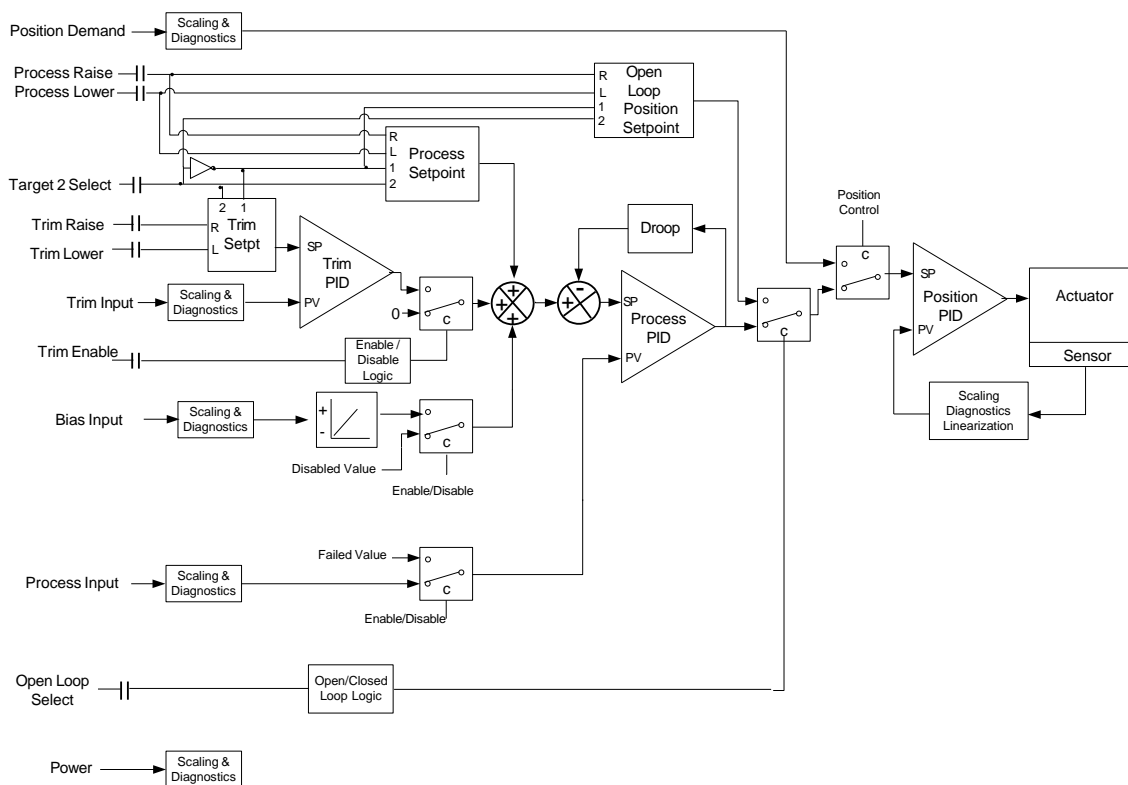 Position Demand
Scaling &
Diagnostics
Process Raise
Process Lower
R
L
1
2
Open
Loop
Position
Setpoint
R
L
1
2
Process
Setpoint
Target 2 Select
2 1
R
L
Trim
Setpt
Trim Raise
Trim Lower
SP
PV
Trim
PID
Trim Input
Scaling &
Diagnostics
0
c
Trim Enable
Enable /
Disable
Logic
+
+
+
+
-
Droop
SP
PV
Process
PID
c
Position
Control
c
SP
PV
Position
PID
Actuator
Sensor
Scaling
Diagnostics
Linearization
Bias Input
Scaling &
Diagnostics
+
-
c
Disabled Value
Enable/Disable
Failed Value
Process Input
Scaling &
Diagnostics
c
Enable/Disable
Open Loop
Select
Open/Closed
Loop Logic
Power
Scaling &
Diagnostics